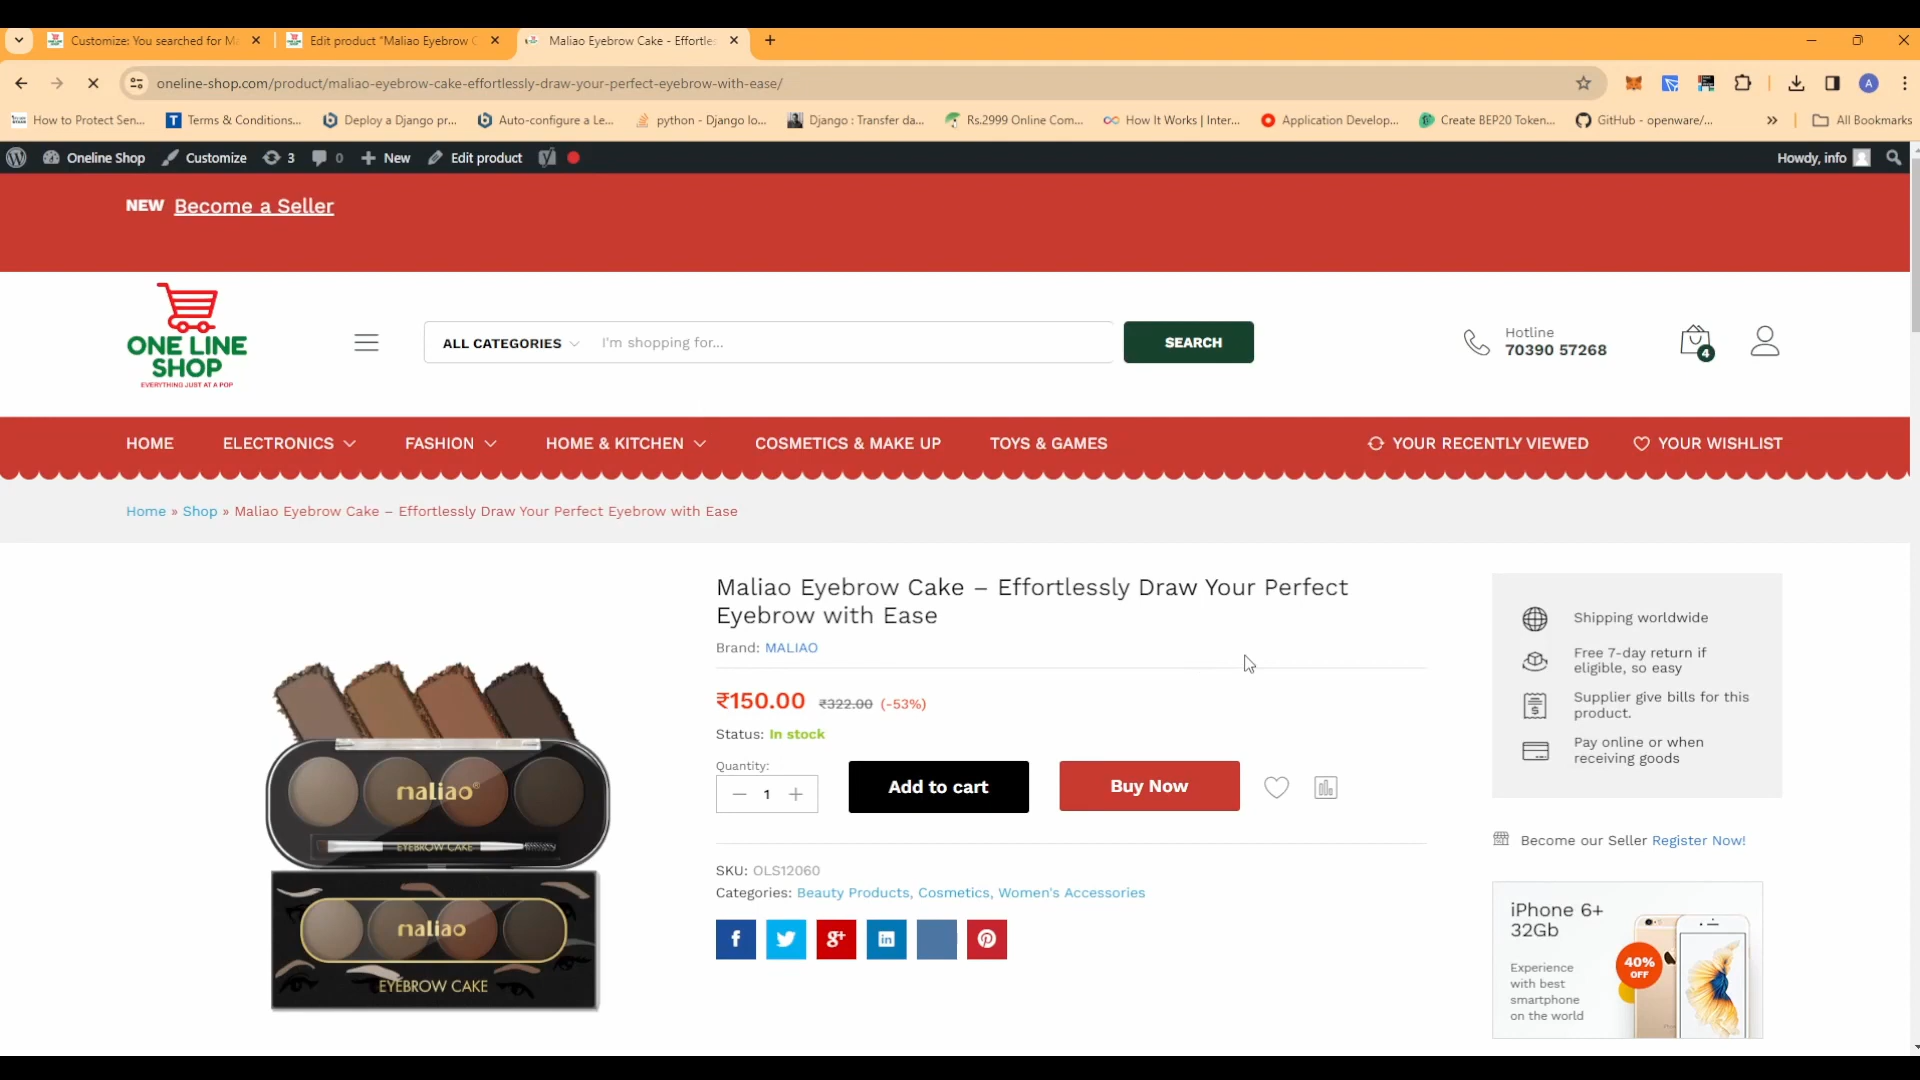 Customize: You searched for Ma
Edit product "Maliao Eyebrow C
Maliao Eyebrow Cake - Effortles
oneline-shop.com/product/maliao-eyebrow-cake-effortlessly-draw-your-perfect-eyebrow-with-ease/
A
How to Protect Sen...
Terms & Conditions...
Deploy a Django pr...
Auto-configure a Le...
python - Django lo...
Django : Transfer da...
Rs.2999 Online Com...
How It Works | Inter...
Application Develop...
Create BEP20 Token...
GitHub - openware/...
All Bookmarks
Oneline Shop
Customize
3
0
New
Edit product
Howdy, info
NEW Become a Seller
ONE LINE
SHOP
EVERYTHING JUST AT A POP
ALL CATEGORIES
I'm shopping for...
SEARCH
Hotline
70390 57268
4
HOME
ELECTRONICS
FASHION
HOME & KITCHEN
COSMETICS & MAKE UP
TOYS & GAMES
YOUR RECENTLY VIEWED
YOUR WISHLIST
Home » Shop » Maliao Eyebrow Cake – Effortlessly Draw Your Perfect Eyebrow with Ease
maliao®
EYEBROW CAKE
maliao
EYEBROW CAKE
Maliao Eyebrow Cake – Effortlessly Draw Your Perfect
Eyebrow with Ease
Brand: MALIAO
₹150.00 ₹322.00 (-53%)
Status: In stock
Quantity:
1
Add to cart
Buy Now
SKU: OLS12060
Categories: Beauty Products, Cosmetics, Women's Accessories
Shipping worldwide
Free 7-day return if
eligible, so easy
Supplier give bills for this
product.
Pay online or when
receiving goods
Become our Seller Register Now!
iPhone 6+
32Gb
Experience
with best
smartphone
on the world
40%
OFF